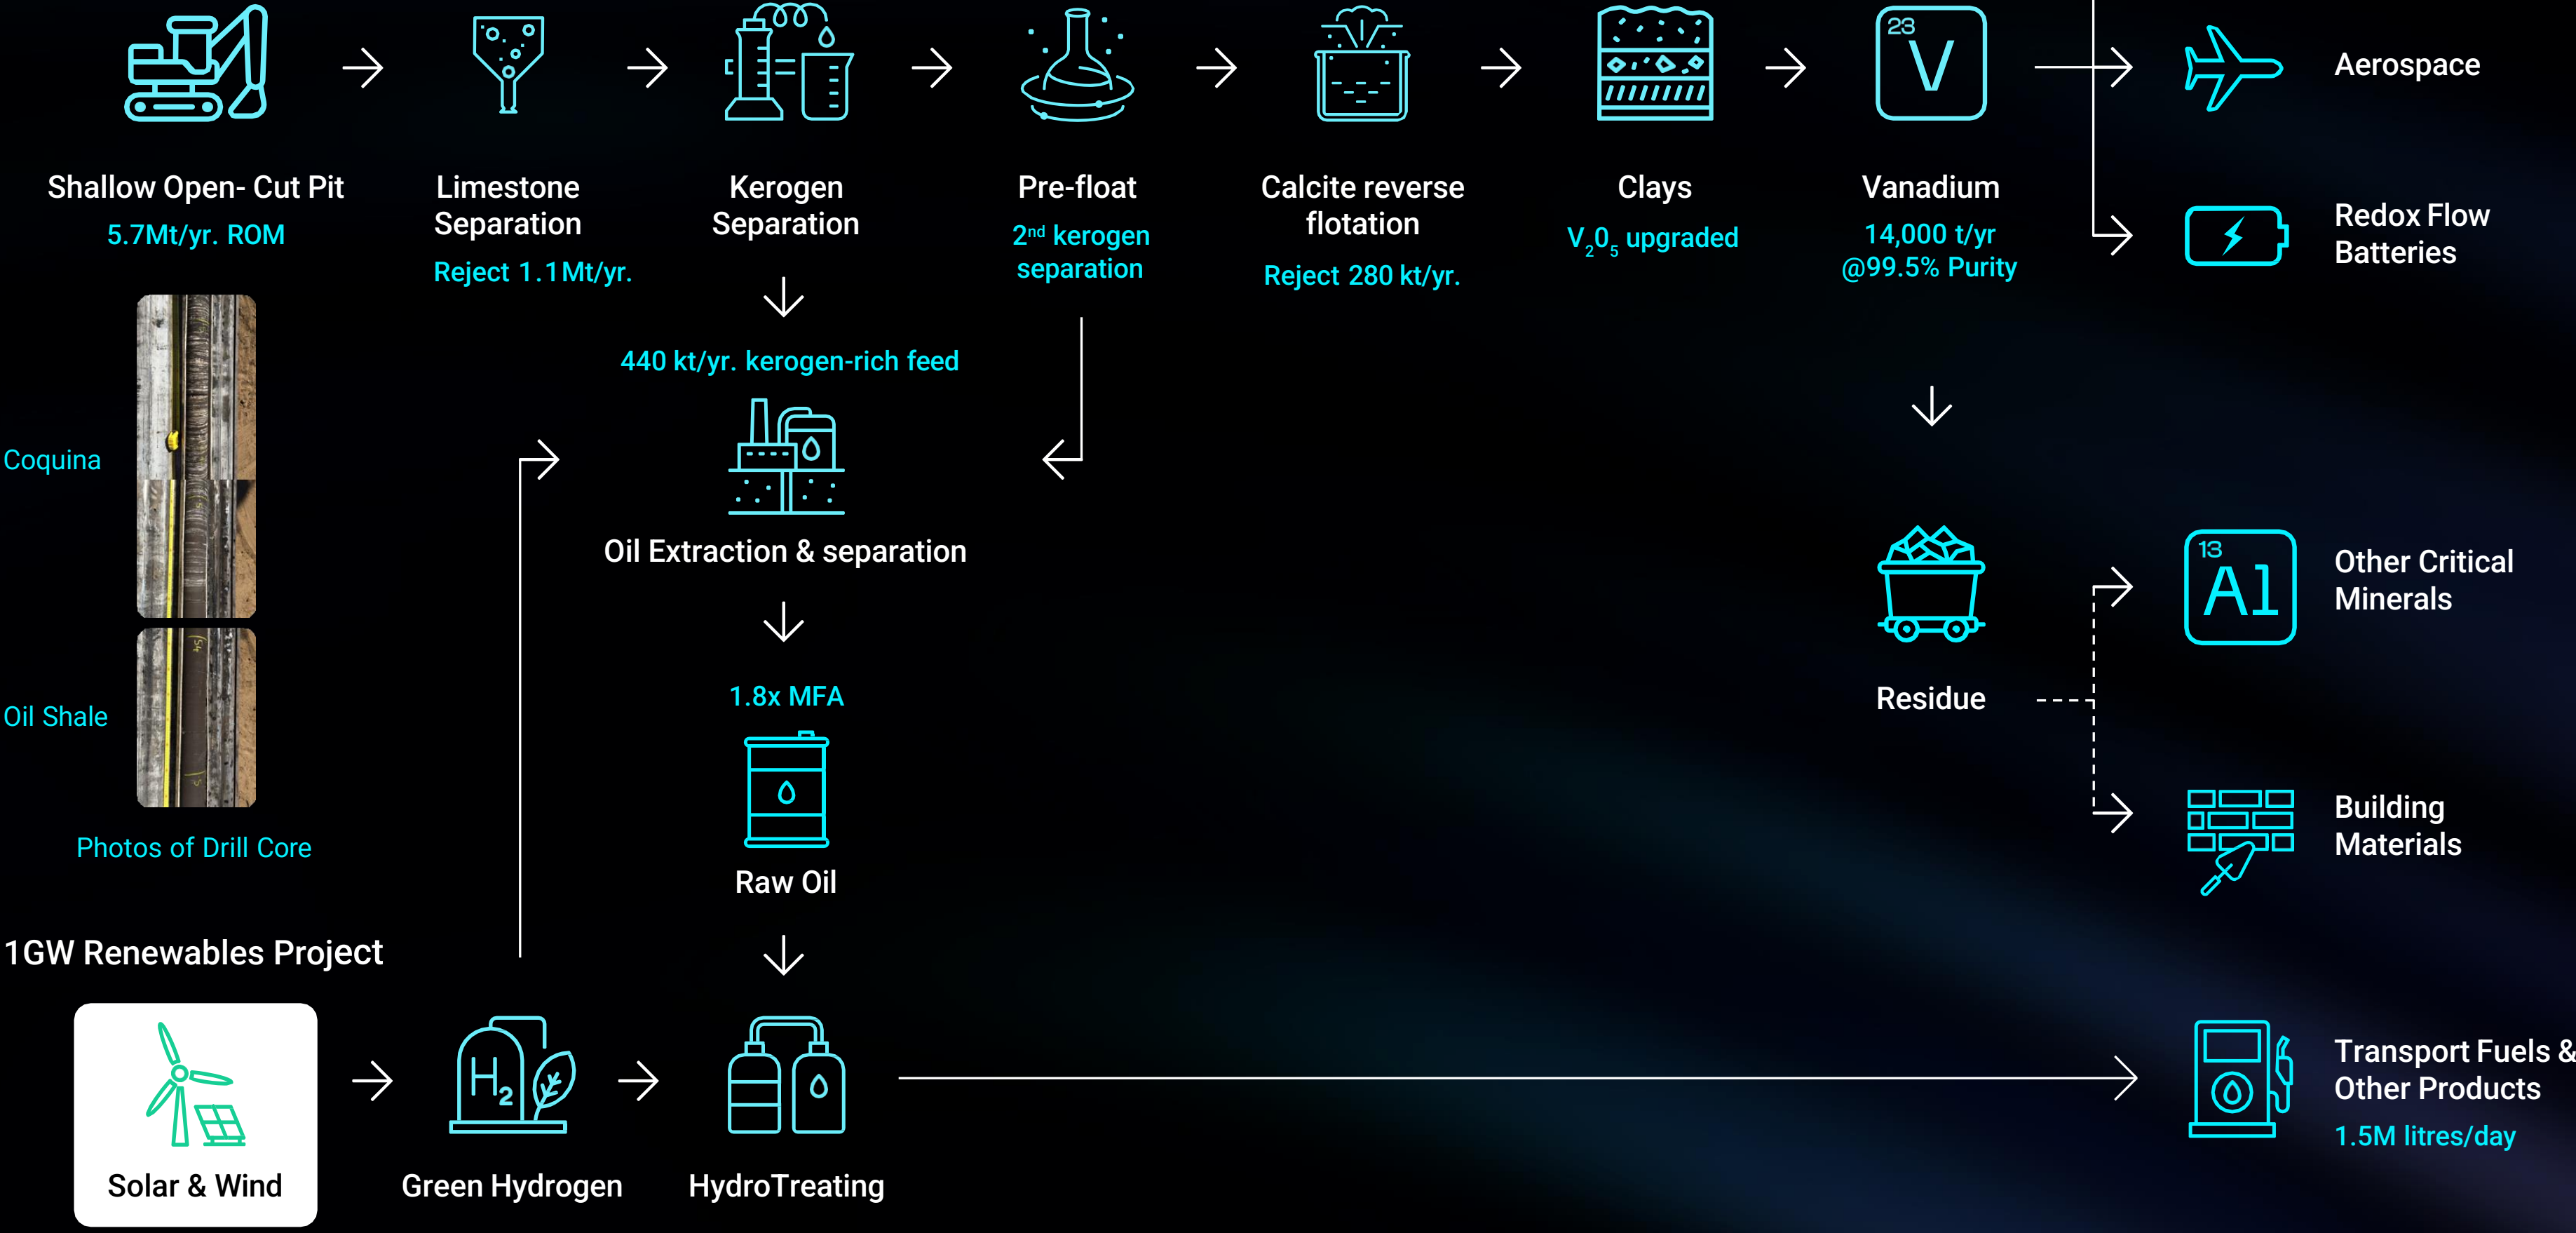 23
V
Aerospace
Shallow Open- Cut Pit
5.7Mt/yr. ROM
Limestone
Separation
Reject 1.1Mt/yr.
Kerogen
Separation
Pre-float
2nd kerogen
separation
Calcite reverse
flotation
Reject 280 kt/yr.
Clays
V205 upgraded
Vanadium
14,000 t/yr
@99.5% Purity
Redox Flow
Batteries
440 kt/yr. kerogen-rich feed
Coquina
Oil Extraction & separation
13
Al
Other Critical
Minerals
1.8x MFA
Oil Shale
Residue
Photos of Drill Core
Raw Oil
Building
Materials
1GW Renewables Project
H2
Transport Fuels &
Other Products
1.5M litres/day
Solar & Wind
Green Hydrogen
HydroTreating